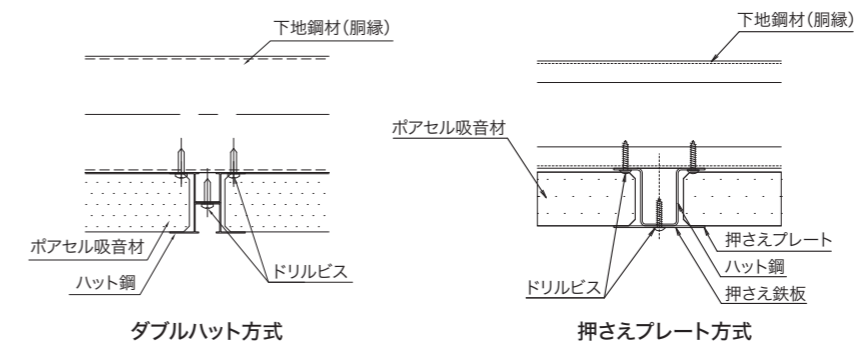 下地鋼材（胴縁）
ポアセル吸音材
ハット鋼
ドリルビス
ダブルハット方式
下地鋼材（胴縁）
ポアセル吸音材
ドリルビス
押さえプレート
ハット鋼
押さえ鉄板
押さえプレート方式